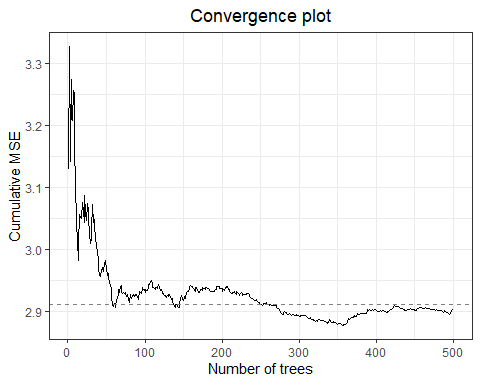 Convergence plot
3.3
3.2
3.1
3.0
2.9
Cumulative MSE
0 100 200 300 400 500
Number of trees